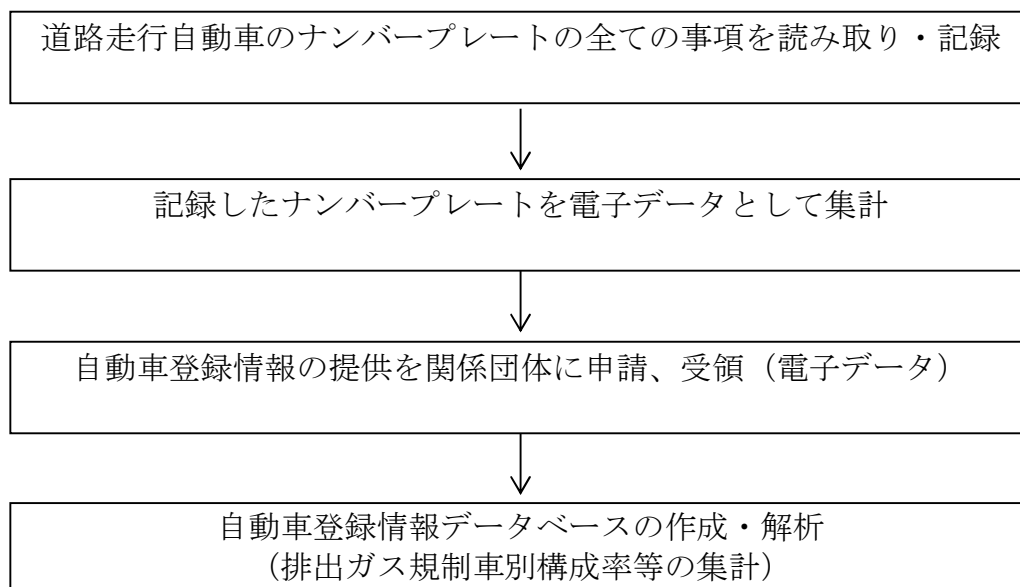 道路走行自動車のナンバープレートの全ての事項を読み取り・記録
記録したナンバープレートを電子データとして集計
自動車登録情報の提供を関係団体に申請、受領（電子データ）
自動車登録情報データベースの作成・解析
（排出ガス規制車別構成率等の集計）